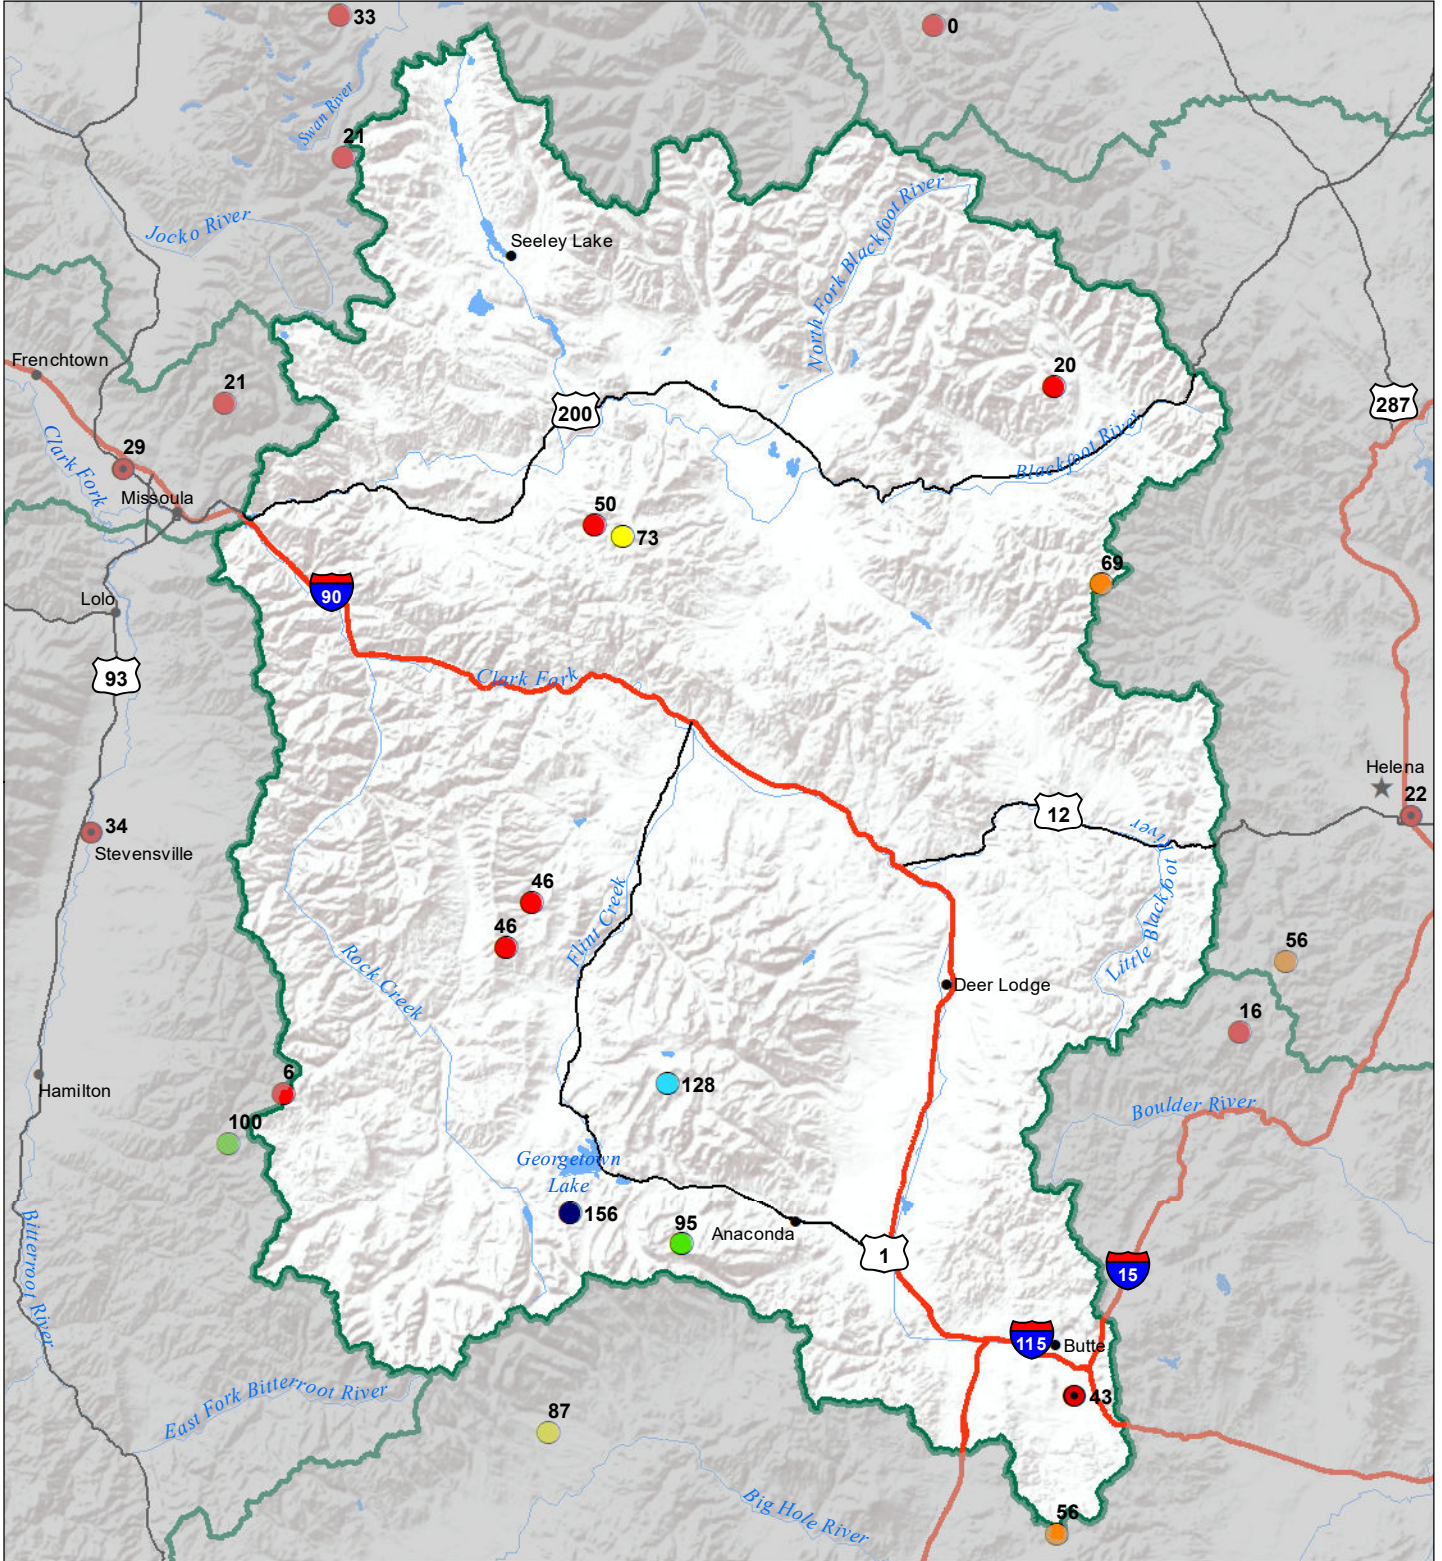 33
0
Swan River
21
Jocko River
Seeley Lake
North Fork Blackfoot River
Frenchtown
21
20
200
287
Clark Fork
29
Missoula
Blackfoot River
50
73
69
90
Lolo
93
Clark Fork
Helena
22
12
34
Stevensville
Little Blackfoot River
46
Flint Creek
46
56
Rock Creek
Deer Lodge
16
6
Hamilton
128
100
Boulder River
Georgetown
Lake
156
95
Anaconda
1
15
Bitterroot River
115
Butte
East Fork Bitterroot River
43
87
Big Hole River
56